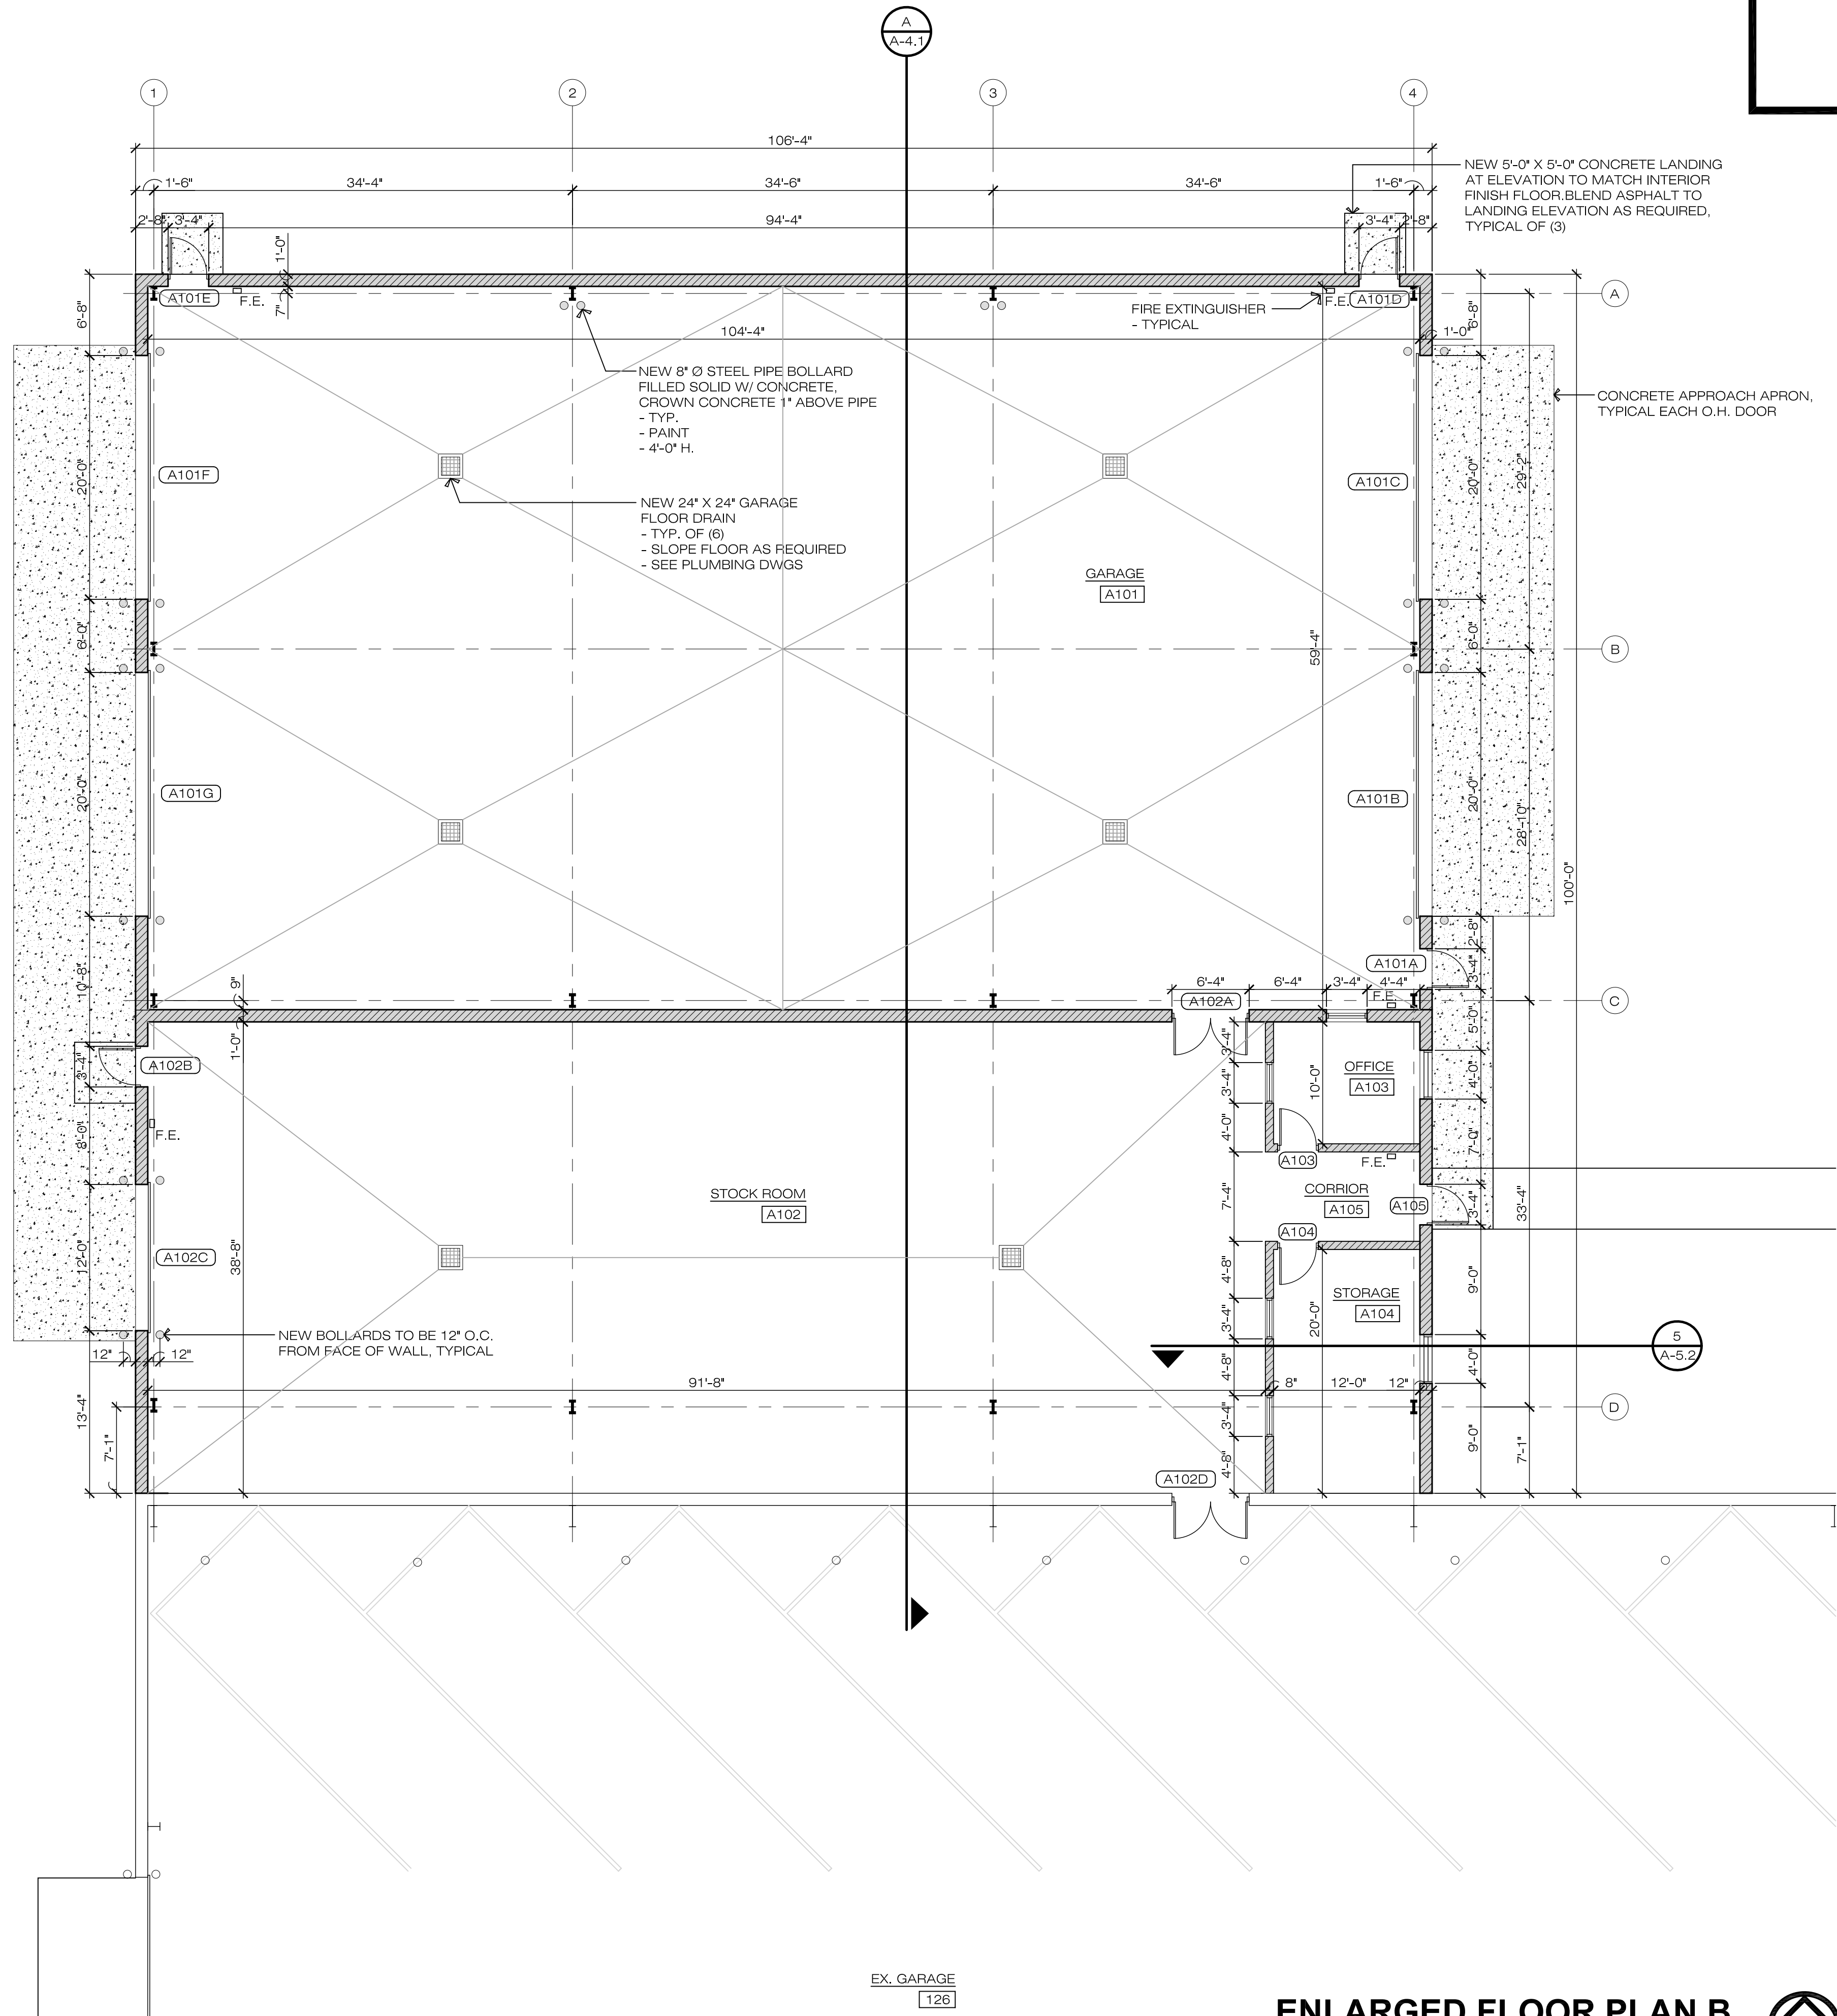 A
A-4.1
1
2
3
4
106'-4"
1'-6"
34'-4"
34'-6"
34'-6"
1'-6"
2'-8"
3'-4"
94'-4"
3'-4"
2'-8"
NEW 5'-0" X 5'-0" CONCRETE LANDING
AT ELEVATION TO MATCH INTERIOR
FINISH FLOOR.BLEND ASPHALT TO
LANDING ELEVATION AS REQUIRED,
TYPICAL OF (3)
1'-0"
7"
A101E
F.E.
FIRE EXTINGUISHER
- TYPICAL
F.E.
A101D
A
6'-8"
6'-8"
104'-4"
1'-0"
NEW 8" Ø STEEL PIPE BOLLARD
FILLED SOLID W/ CONCRETE,
CROWN CONCRETE 1" ABOVE PIPE
- TYP.
- PAINT
- 4'-0" H.
CONCRETE APPROACH APRON,
TYPICAL EACH O.H. DOOR
20'-0"
A101F
A101C
20'-0"
29'-2"
NEW 24" X 24" GARAGE
FLOOR DRAIN
- TYP. OF (6)
- SLOPE FLOOR AS REQUIRED
- SEE PLUMBING DWGS
GARAGE
A101
6'-0"
59'-4"
6'-0"
B
20'-0"
A101G
A101B
20'-0"
28'-10"
100'-0"
2'-8"
10'-8"
9"
A101A
3'-4"
6'-4"
6'-4"
3'-4"
4'-4"
A102A
F.E.
C
5'-0"
1'-0"
3'-4"
A102B
3'-4"
3'-4"
4'-0"
10'-0"
OFFICE
A103
4'-0"
8'-0"
F.E.
7'-0"
A103
F.E.
STOCK ROOM
A102
7'-4"
CORRIOR
A105
A105
3'-4"
33'-4"
A104
12'-0"
A102C
38'-8"
4'-8"
3'-4"
4'-8"
3'-4"
4'-8"
20'-0"
STORAGE
A104
9'-0"
4'-0"
9'-0"
NEW BOLLARDS TO BE 12" O.C.
FROM FACE OF WALL, TYPICAL
12"
12"
5
A-5.2
91'-8"
8"
12'-0"
12"
13'-4"
7'-1"
D
7'-1"
A102D
EX. GARAGE
126
ENLARGED FLOOR PLAN B